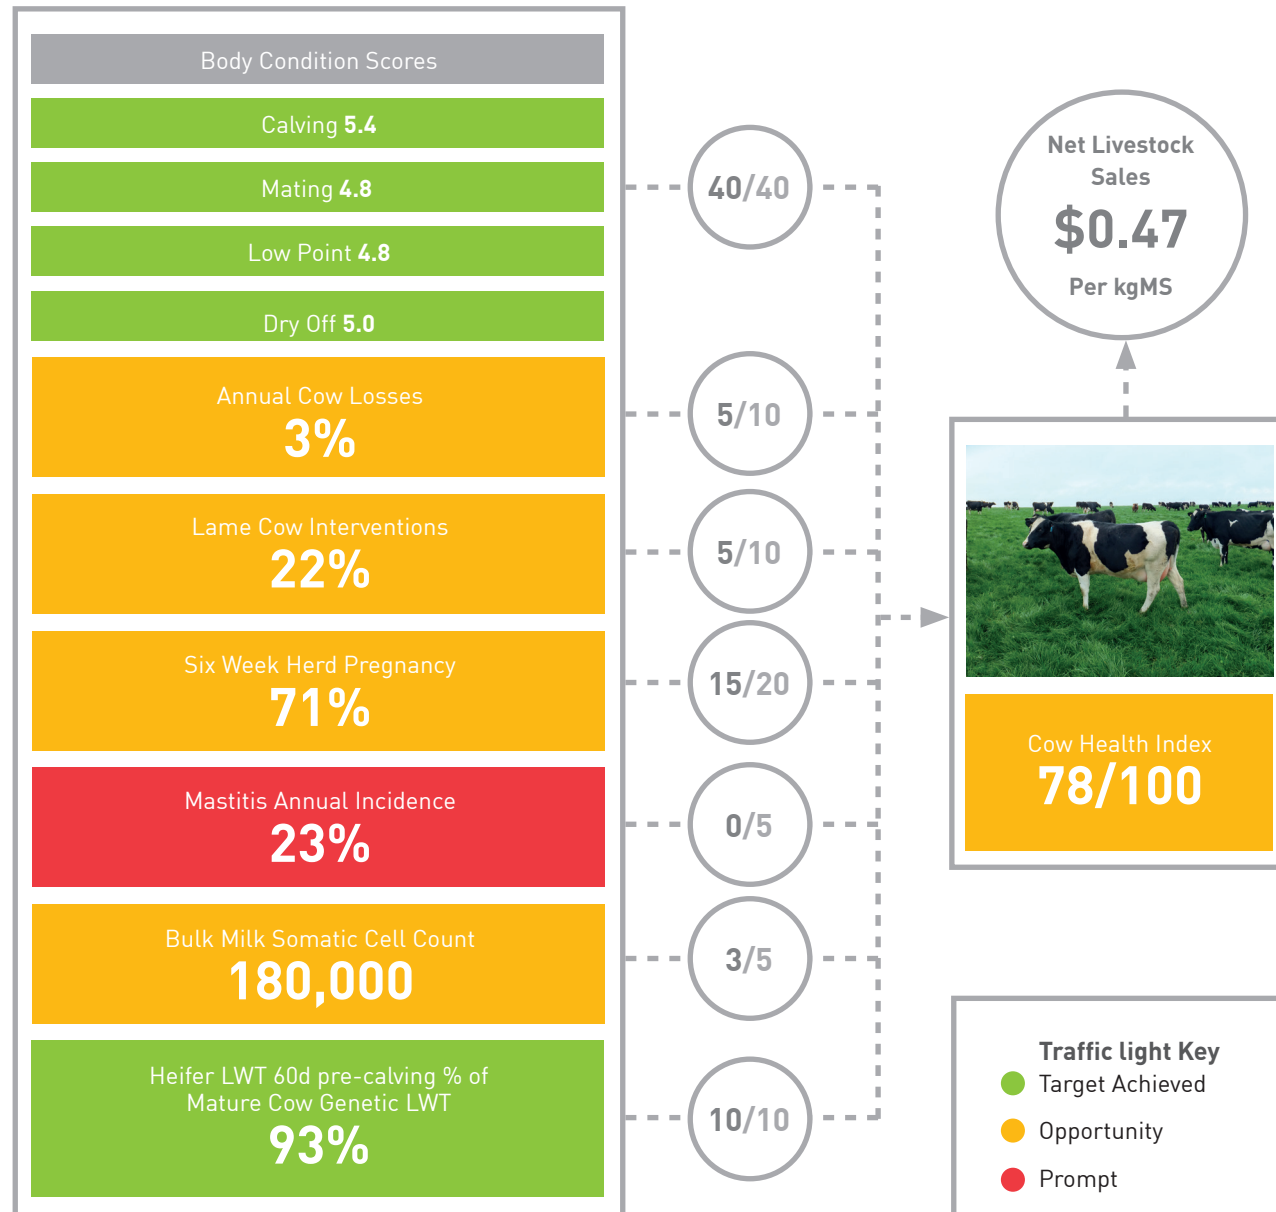 Body Condition Scores
Calving 5.4
Mating 4.8
Low Point 4.8
Dry Off 5.0
40/40
Annual Cow Losses
3%
5/10
Lame Cow Interventions
22%
5/10
Six Week Herd Pregnancy
71%
15/20
Mastitis Annual Incidence
23%
0/5
Bulk Milk Somatic Cell Count
180,000
3/5
Heifer LWT 60d pre-calving % of
Mature Cow Genetic LWT
93%
10/10
Net Livestock
Sales
$0.47
Per kgMS
Cow Health Index
78/100
Traffic light Key
Target Achieved
Opportunity
Prompt